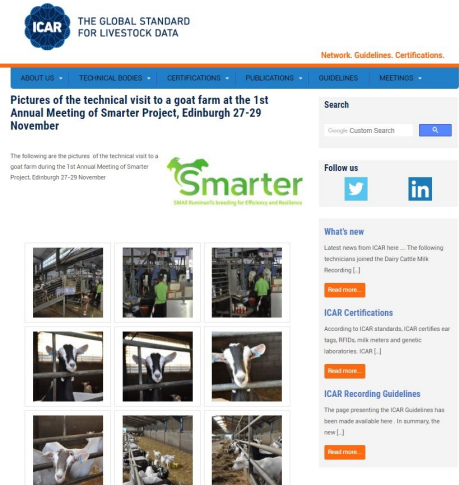 ICAR
THE GLOBAL STANDARD
FOR LIVESTOCK DATA
Network. Guidelines. Certifications.
ABOUT US TECHNICAL BODIES CERTIFICATIONS PUBLICATIONS GUIDELINES MEETINGS
Pictures of the technical visit to a goat farm at the 1st
Annual Meeting of Smarter Project, Edinburgh 27-29
November
The following are the pictures of the technical visit to a
goat farm during the 1st Annual Meeting of Smarter
Project, Edinburgh 27-29 November
Smarter
SMAll RuminanTs breeding for Efficiency and Resilience
Search
Google Custom Search
Follow us
What's new
Latest news from ICAR here ... The following
technicians joined the Dairy Cattle Milk
Recording [...]
Read more...
ICAR Certifications
According to ICAR standards, ICAR certifies ear
tags, RFIDs, milk meters and genetic
laboratories. ICAR [...]
Read more...
ICAR Recording Guidelines
The page presenting the ICAR Guidelines has
been made available here . In summary, the
new [...]
Read more...